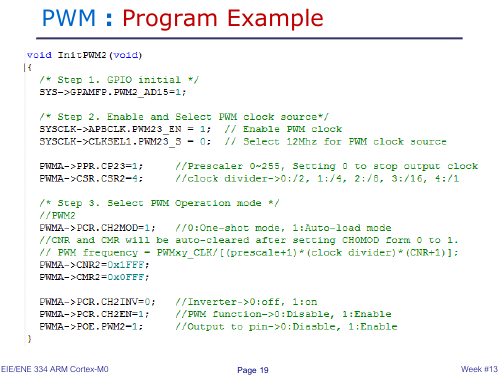 PWM : Program Example
void InitPWM2(void)
{
/* Step 1. GPIO initial */
SYS->GPAMFP.PWM2_AD15=1;
/* Step 2. Enable and Select PWM clock source*/
SYSCLK->APBCLK.PWM23_EN = 1; // Enable PWM clock
SYSCLK->CLKSEL1.PWM23_S = 0; // Select 12Mhz for PWM clock source
PWMA->PPR.CP23=1; //Prescaler 0~255, Setting 0 to stop output clock
PWMA->CSR.CSR2=4; //clock divider->0:/2, 1:/4, 2:/8, 3:/16, 4:/1
/* Step 3. Select PWM Operation mode */
//PWM2
PWMA->PCR.CH2MOD=1; //0:One-shot mode, 1:Auto-load mode
//CNR and CMR will be auto-cleared after setting CH0MOD form 0 to 1.
// PWM frequency = PWMxy_CLK/[(prescale+1)*(clock divider)*(CNR+1)];
PWMA->CNR2=0x1FFF;
PWMA->CMR2=0x0FFF;
PWMA->PCR.CH2INV=0; //Inverter->0:off, 1:on
PWMA->PCR.CH2EN=1; //PWM function->0:Disable, 1:Enable
PWMA->POE.PWM2=1; //Output to pin->0:Diasble, 1:Enable
}
EIE/ENE 334 ARM Cortex-M0
Page 19
Week #13